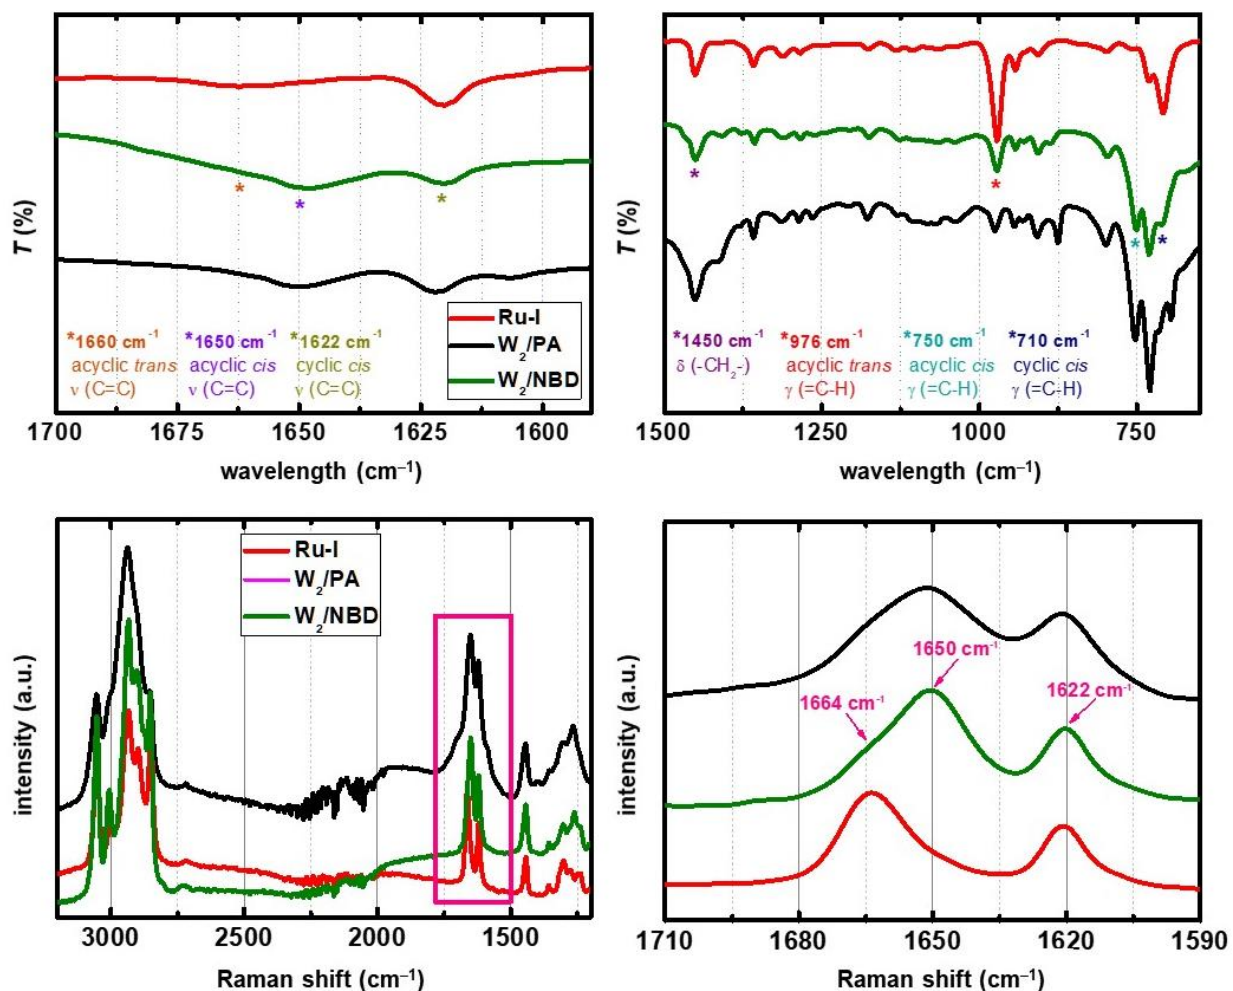 T (%)
*1660 cm⁻¹
acyclic trans
ν (C=C)
*1650 cm⁻¹
acyclic cis
ν (C=C)
*1622 cm⁻¹
cyclic cis
ν (C=C)
Ru-I
W₂/PA
W₂/NBD
* * *
1700 1675 1650 1625 1600
wavelength (cm⁻¹)
T (%)
* * * *
*1450 cm⁻¹
δ (-CH₂-)
*976 cm⁻¹
acyclic trans
γ (=C-H)
*750 cm⁻¹
acyclic cis
γ (=C-H)
*710 cm⁻¹
cyclic cis
γ (=C-H)
1500 1250 1000 750
wavelength (cm⁻¹)
intensity (a.u.)
Ru-I
W₂/PA
W₂/NBD
3000 2500 2000 1500
Raman shift (cm⁻¹)
intensity (a.u.)
1650 cm⁻¹
1664 cm⁻¹
1622 cm⁻¹
1710 1680 1650 1620 1590
Raman shift (cm⁻¹)